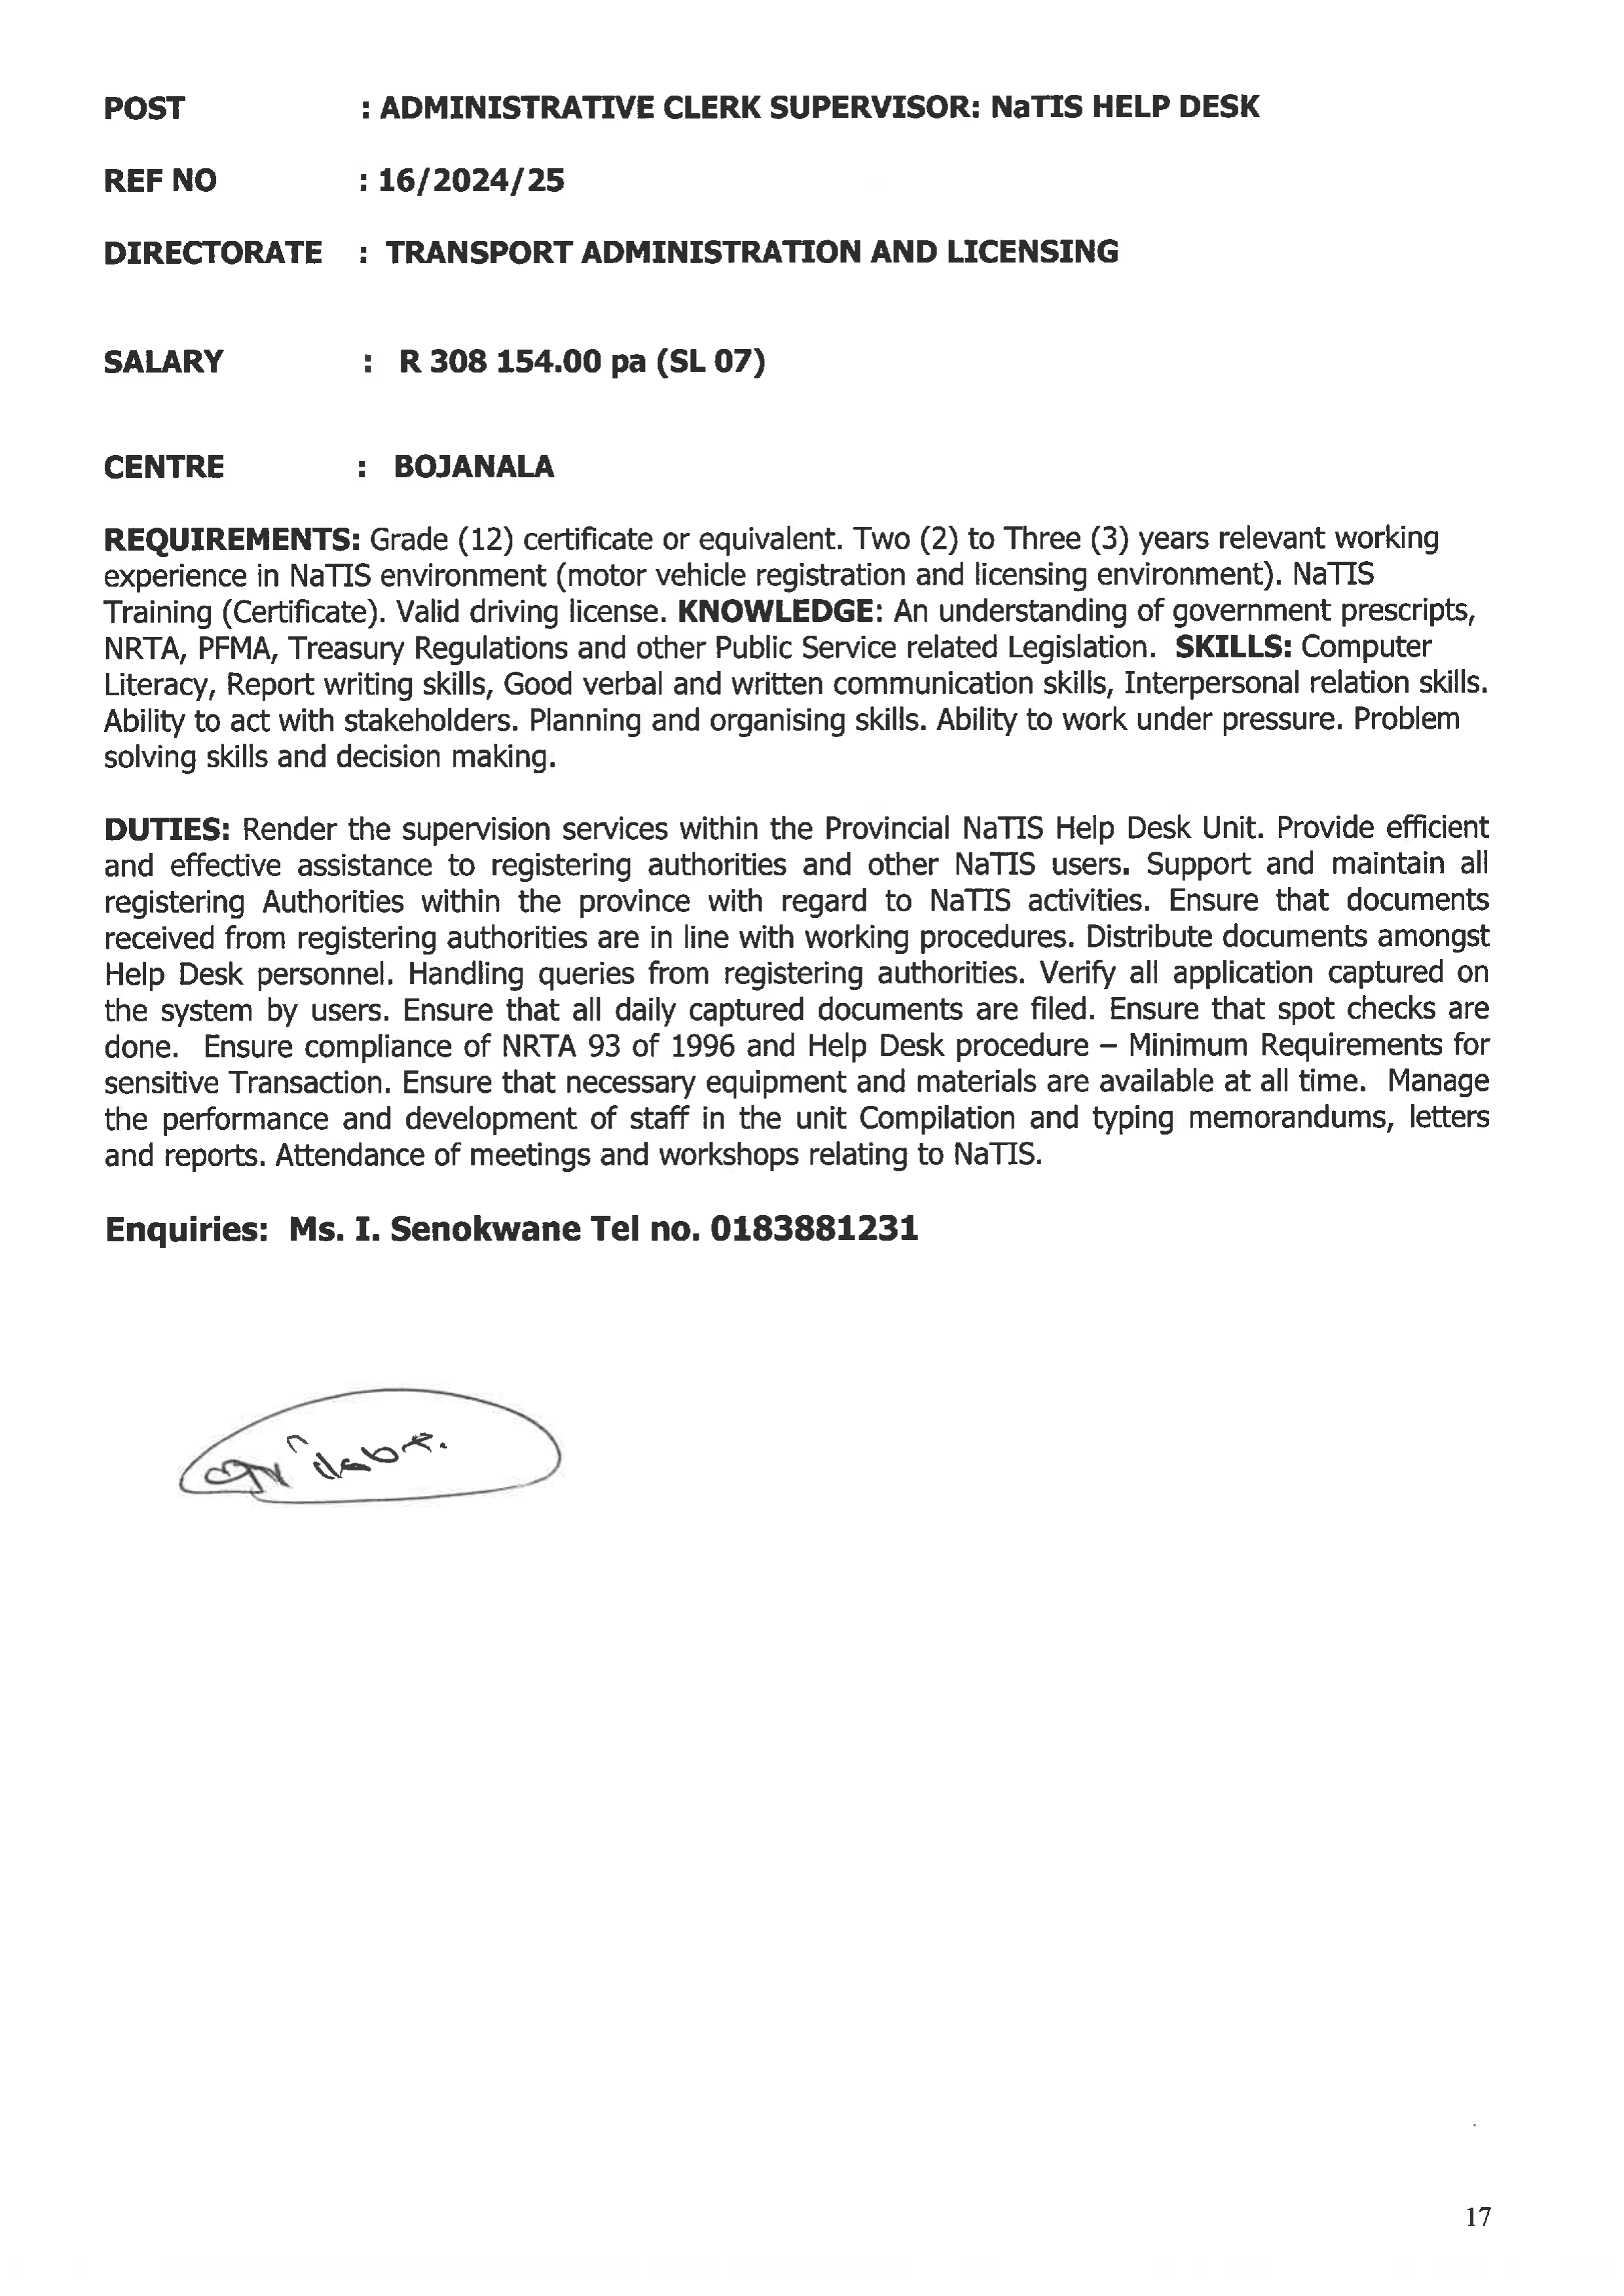 POST : ADMINISTRATIVE CLERK SUPERVISOR: NaTIS HELP DESK
REF NO : 16/2024/25
DIRECTORATE : TRANSPORT ADMINISTRATION AND LICENSING
SALARY : R 308 154.00 pa (SL 07)
CENTRE : BOJANALA
REQUIREMENTS: Grade (12) certificate or equivalent. Two (2) to Three (3) years relevant working
experience in NaTIS environment (motor vehicle registration and licensing environment). NaTIS
Training (Certificate). Valid driving license. KNOWLEDGE: An understanding of government prescripts,
NRTA, PFMA, Treasury Regulations and other Public Service related Legislation. SKILLS: Computer
Literacy, Report writing skills, Good verbal and written communication skills, Interpersonal relation skills.
Ability to act with stakeholders. Planning and organising skills. Ability to work under pressure. Problem
solving skills and decision making.
DUTIES: Render the supervision services within the Provincial NaTIS Help Desk Unit. Provide efficient
and effective assistance to registering authorities and other NaTIS users. Support and maintain all
registering Authorities within the province with regard to NaTIS activities. Ensure that documents
received from registering authorities are in line with working procedures. Distribute documents amongst
Help Desk personnel. Handling queries from registering authorities. Verify all application captured on
the system by users. Ensure that all daily captured documents are filed. Ensure that spot checks are
done. Ensure compliance of NRTA 93 of 1996 and Help Desk procedure – Minimum Requirements for
sensitive Transaction. Ensure that necessary equipment and materials are available at all time. Manage
the performance and development of staff in the unit Compilation and typing memorandums, letters
and reports. Attendance of meetings and workshops relating to NaTIS.
Enquiries: Ms. I. Senokwane Tel no. 0183881231
17